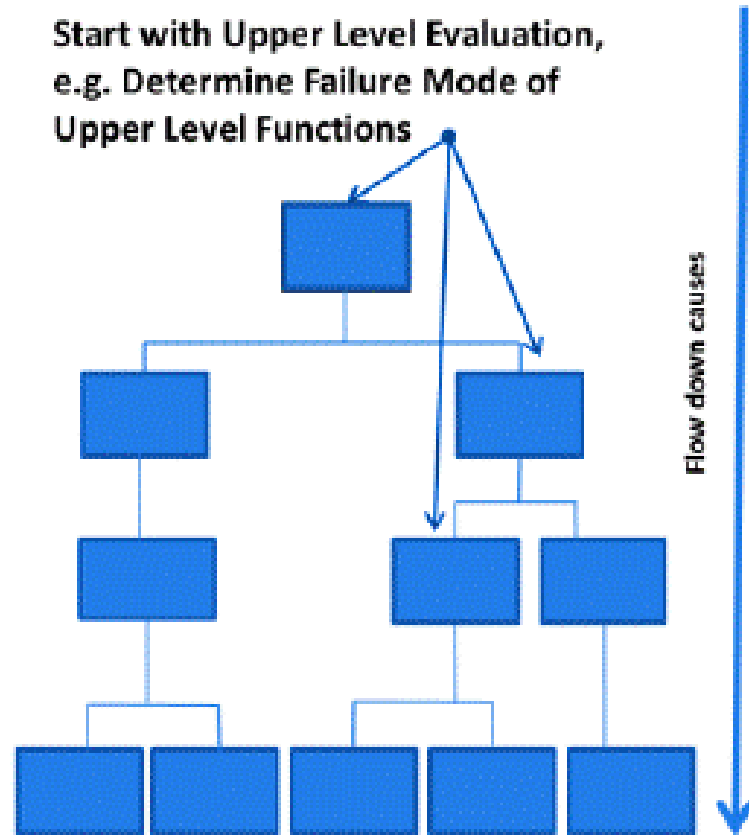 Start with Upper Level Evaluation,
e.g. Determine Failure Mode of
Upper Level Functions
Flow down causes